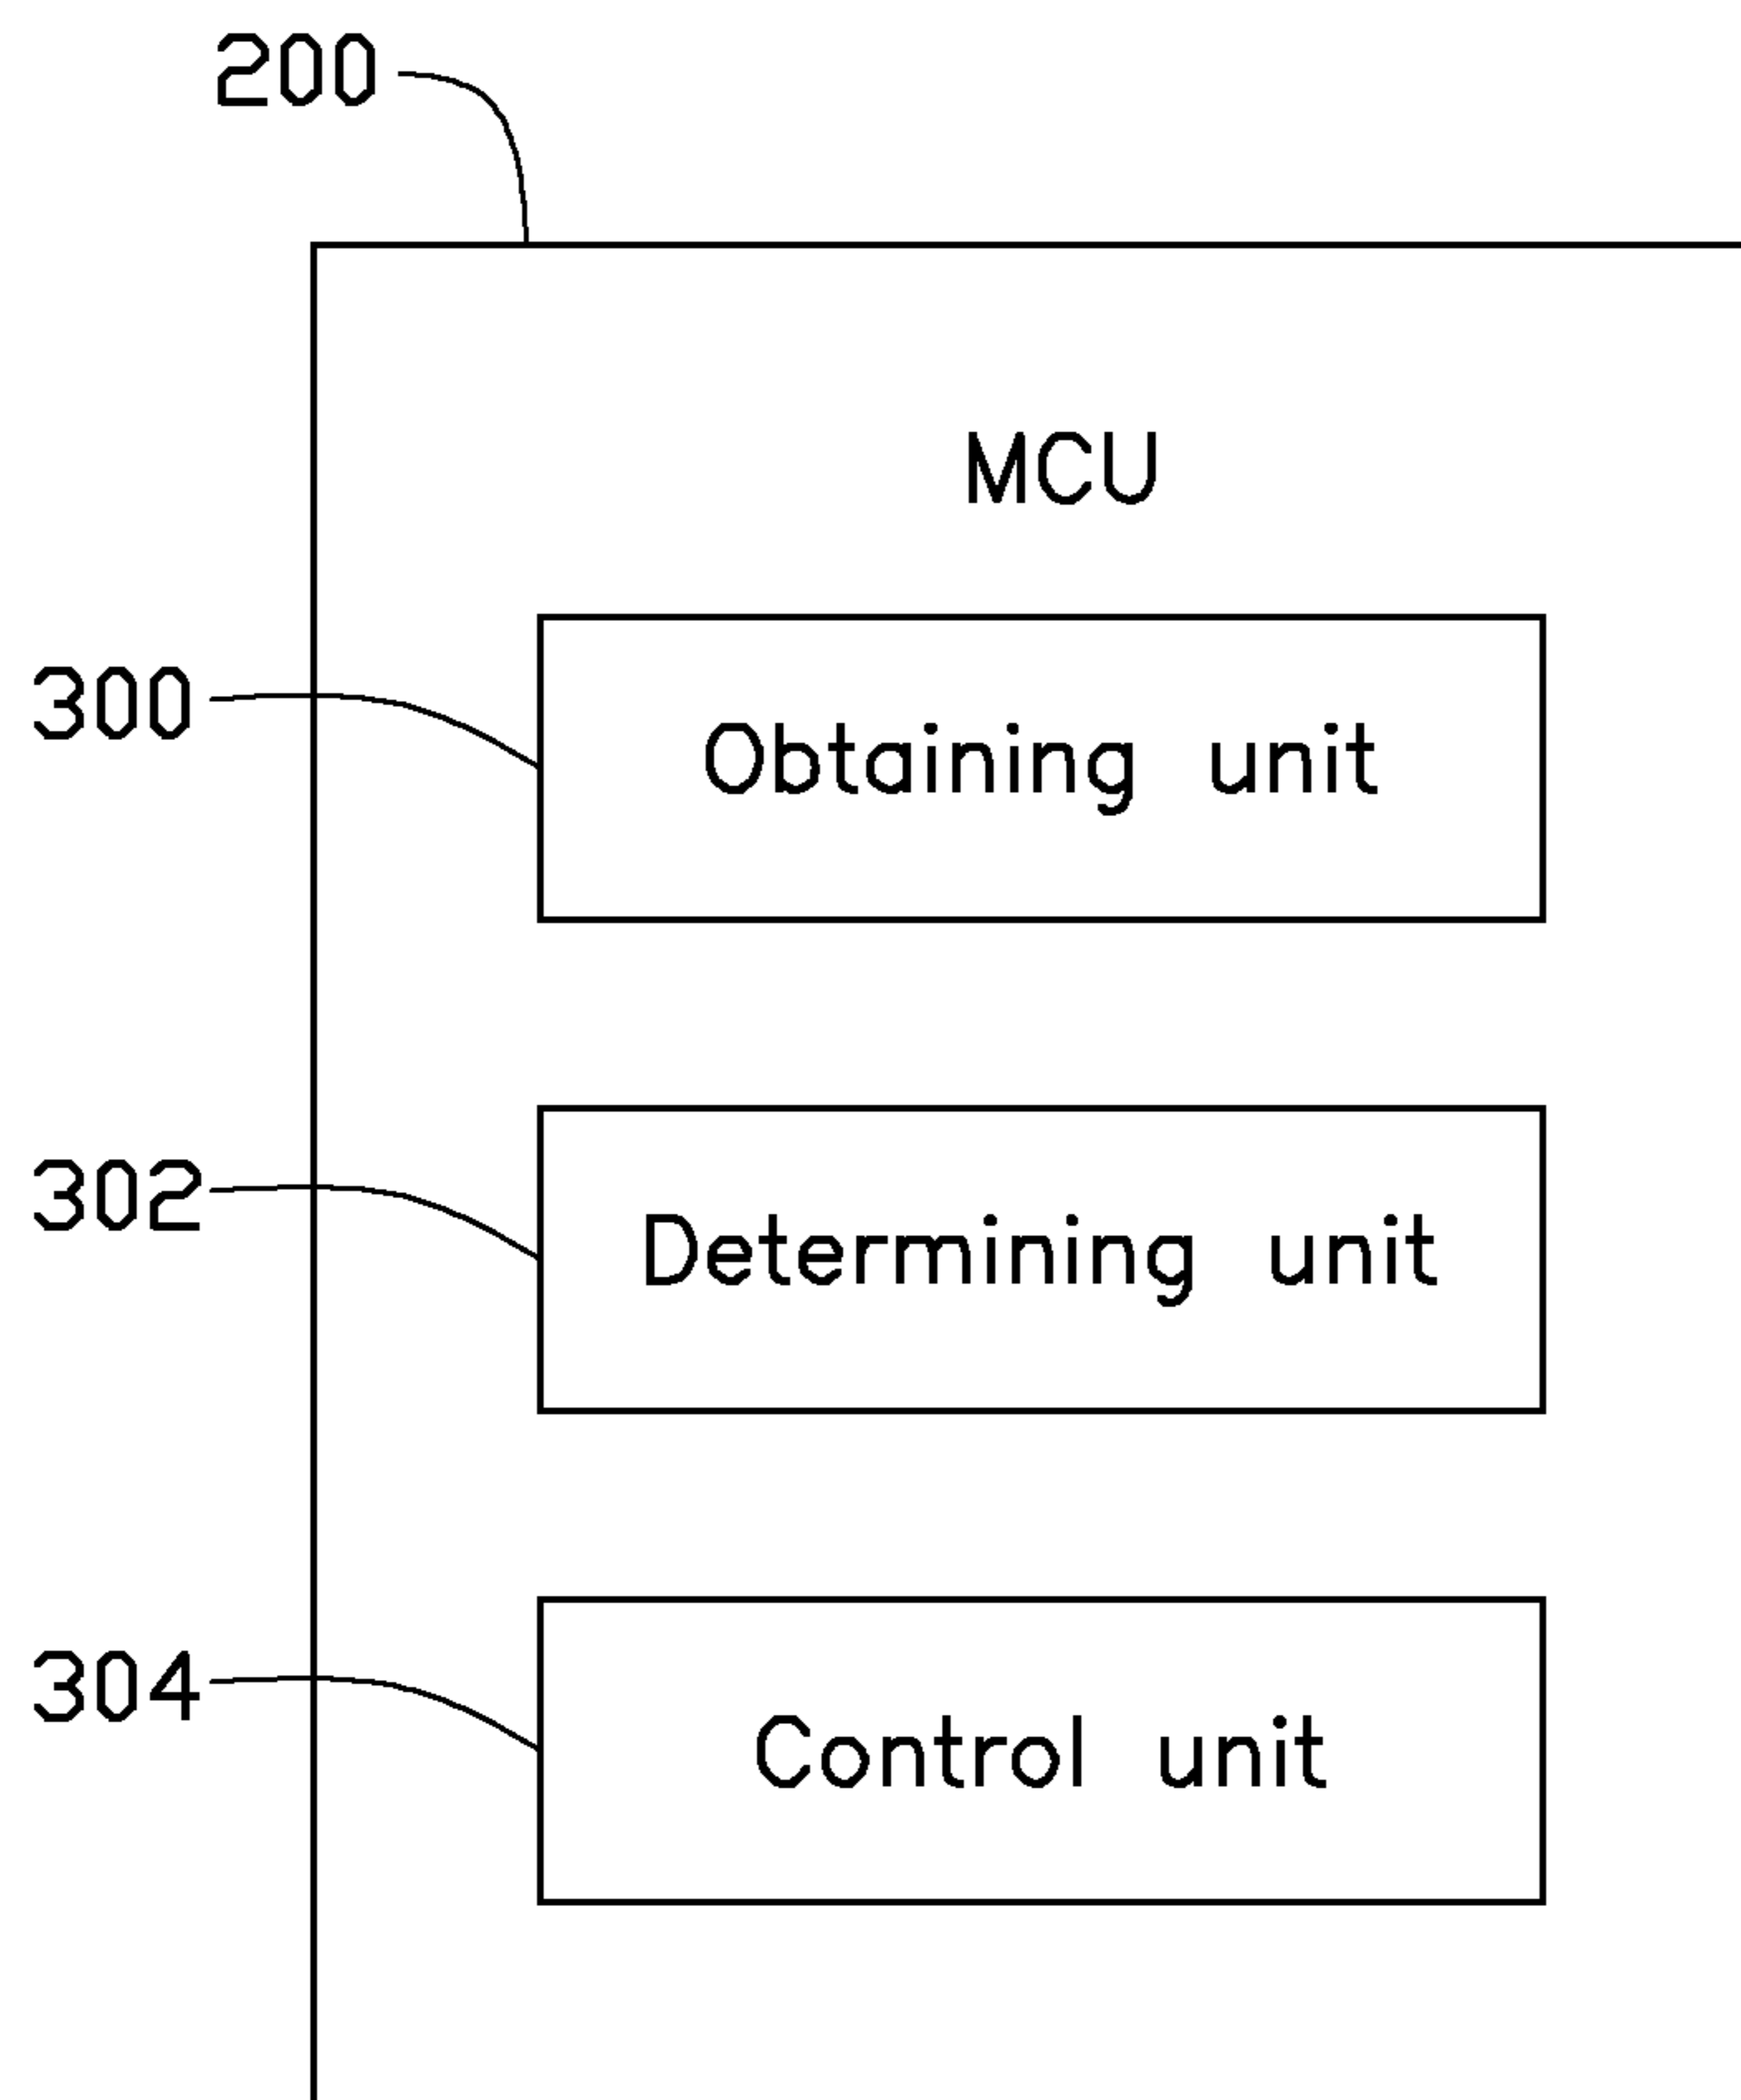 200
MCU
300
Obtaining unit
302
Determining unit
304
Control unit